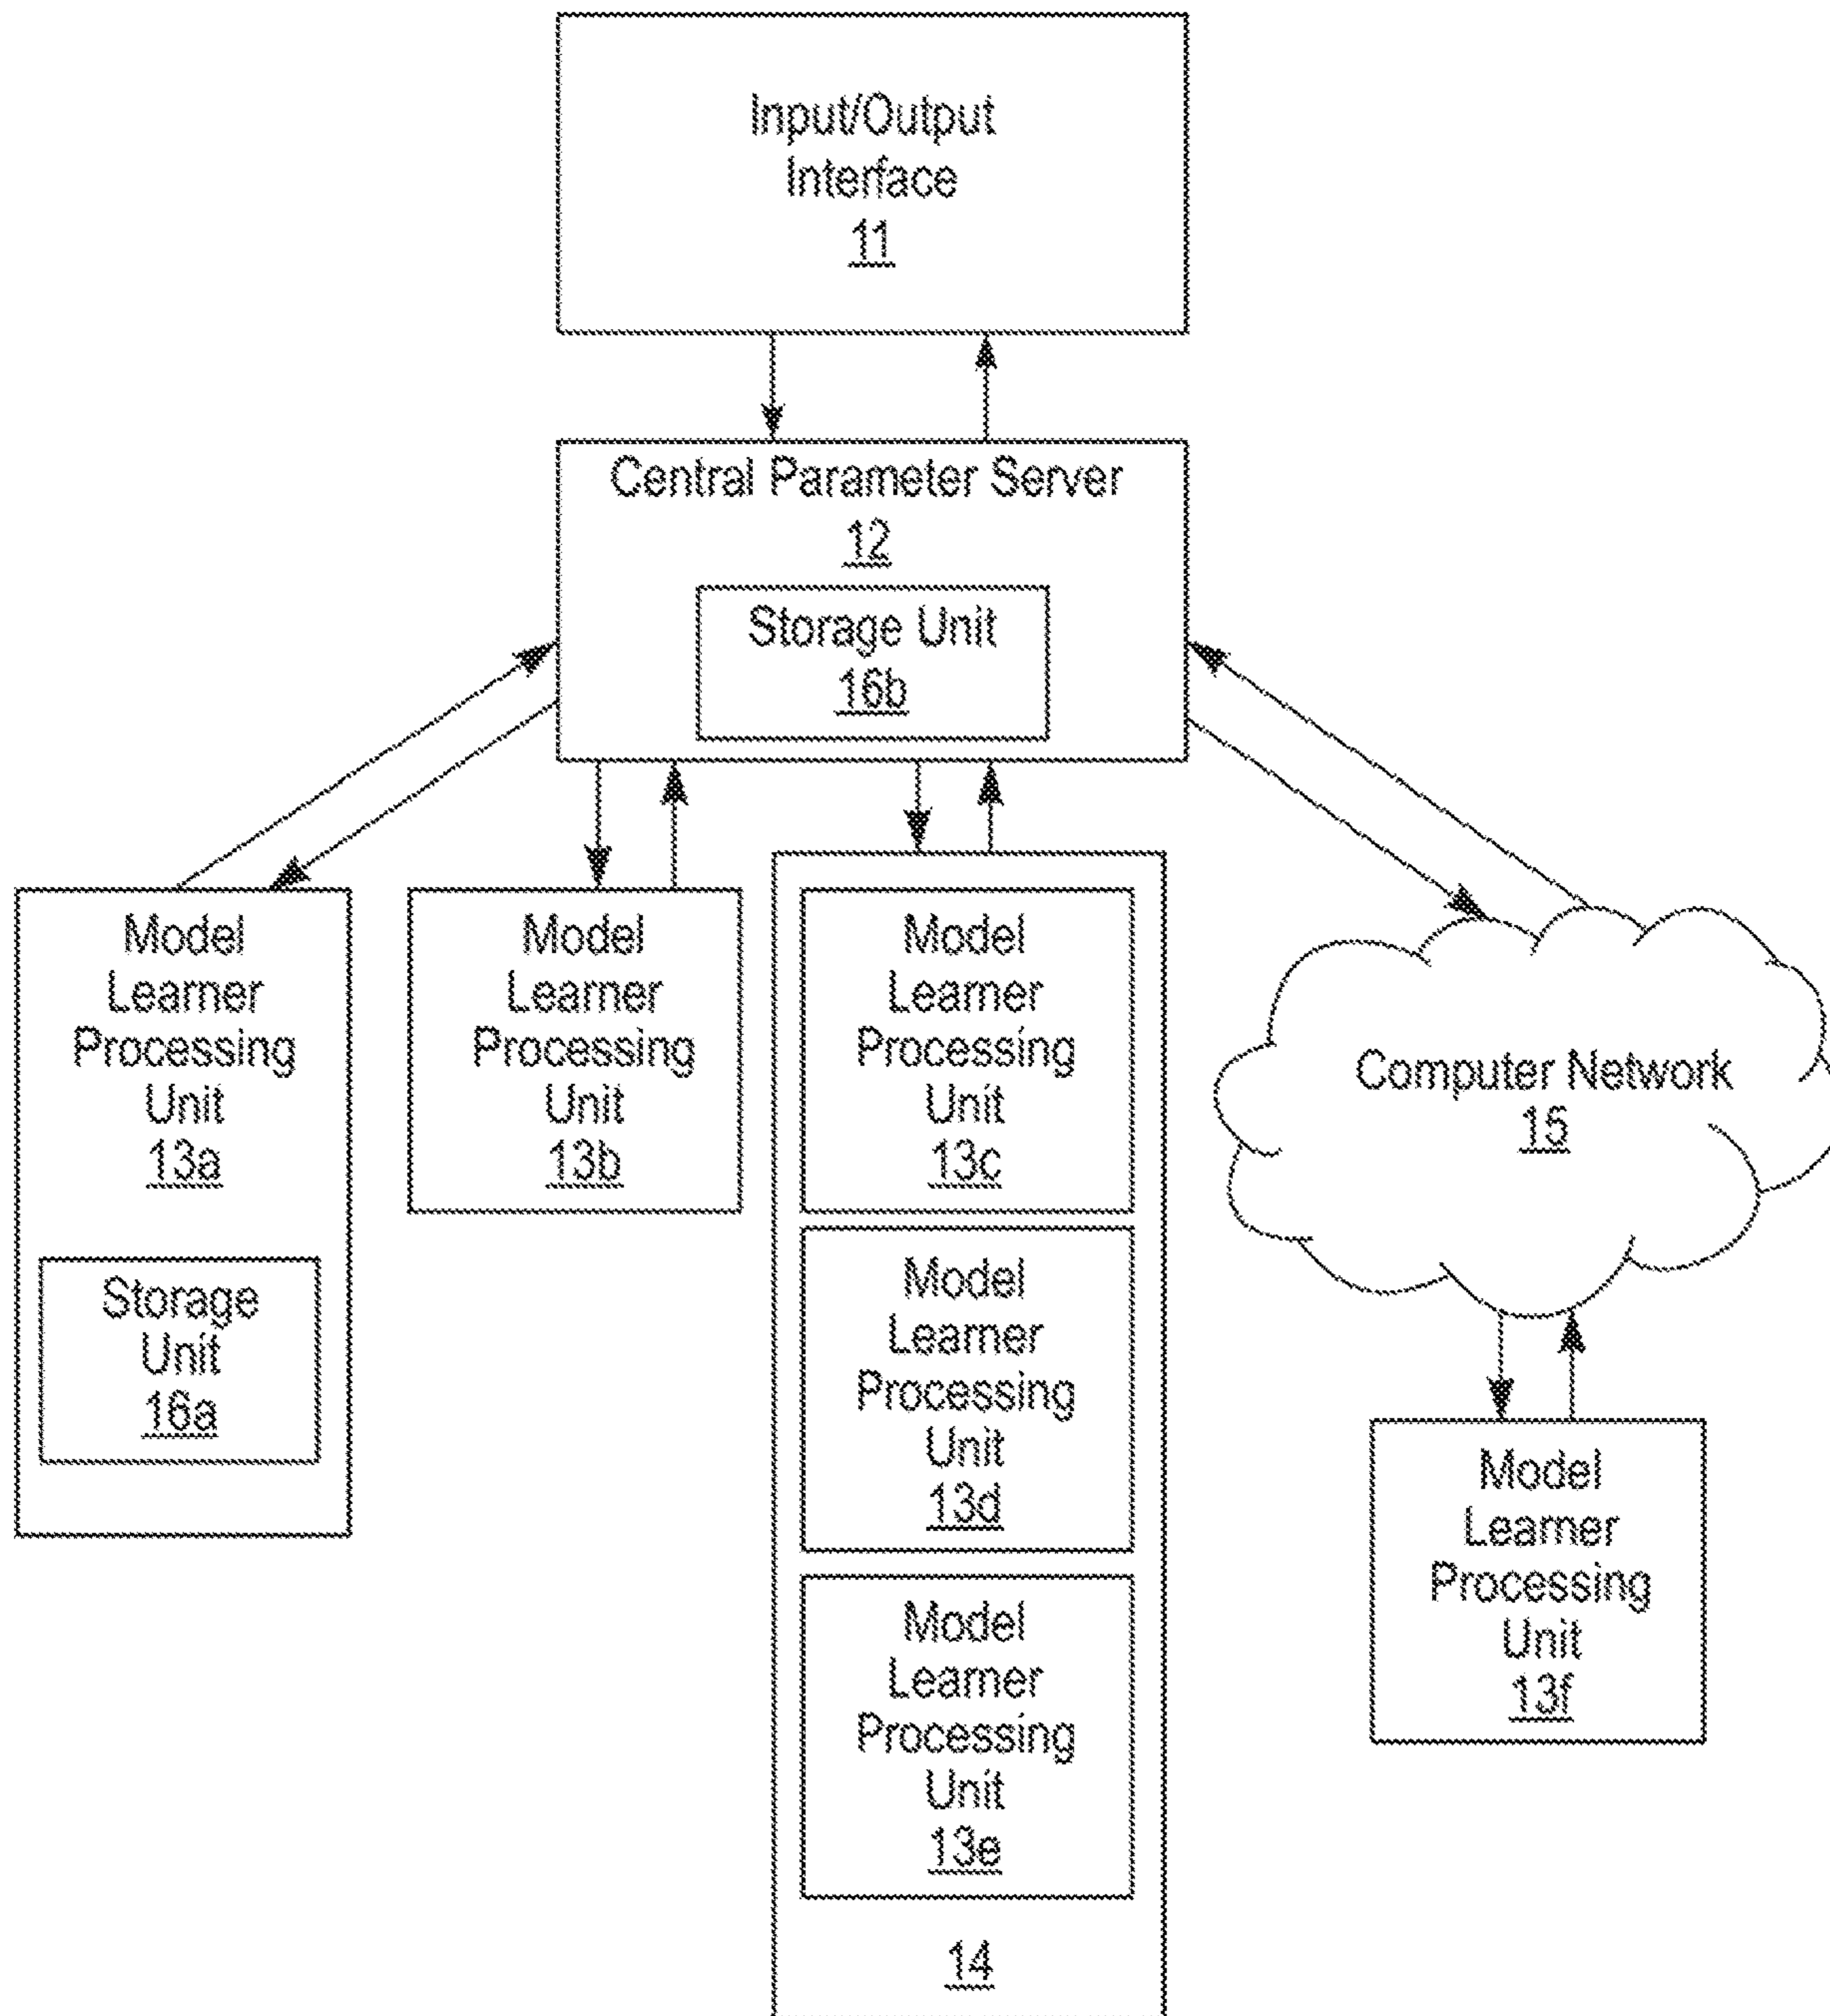 Input/Output
Interface
11
Central Parameter Server
12
Storage Unit
16b
Model
Learner
Processing
Unit
13a
Storage
Unit
16a
Model
Learner
Processing
Unit
13b
Model
Learner
Processing
Unit
13c
Model
Learner
Processing
Unit
13d
Model
Learner
Processing
Unit
13e
14
Computer Network
15
Model
Learner
Processing
Unit
13f